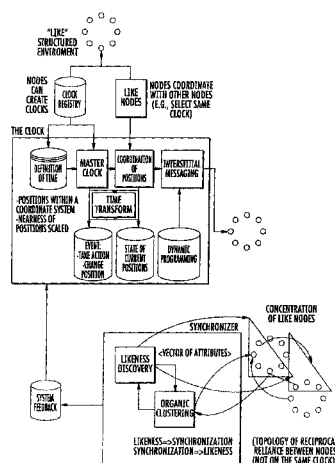 "LIKE"
STRUCTURED
ENVIROMENT
NODES
CAN
CREATE
CLOCKS
CLOCK
REGISTRY
LIKE
NODES
NODES COORDINATE
WITH OTHER NODES
(E.G., SELECT SAME
CLOCK)
THE CLOCK
DEFINITION
OF TIME
MASTER
CLOCK
COORDINATION
OF POSITIONS
INTERSTITIAL
MESSAGING
-POSITIONS WITHIN A
COORDINATE SYSTEM
-NEARNESS OF
POSITIONS SCALED
TIME
TRANSFORM
EVENT:
-TAKE ACTION
-CHANGE
POSITION
STATE OF
CURRENT
POSITIONS
DYNAMIC
PROGRAMMING
CONCENTRATION
OF LIKE NODES
SYNCHRONIZER
LIKENESS
DISCOVERY
<VECTOR OF ATTRIBUTES>
ORGANIC
CLUSTERING
SYSTEM
FEEDBACK
LIKENESS=>SYNCHRONIZATION
SYNCHRONIZATION=>LIKENESS
(TOPOLOGY OF RECIPROCAL
RELIANCE BETWEEN NODES
(NOT ON THE SAME CLOCK)